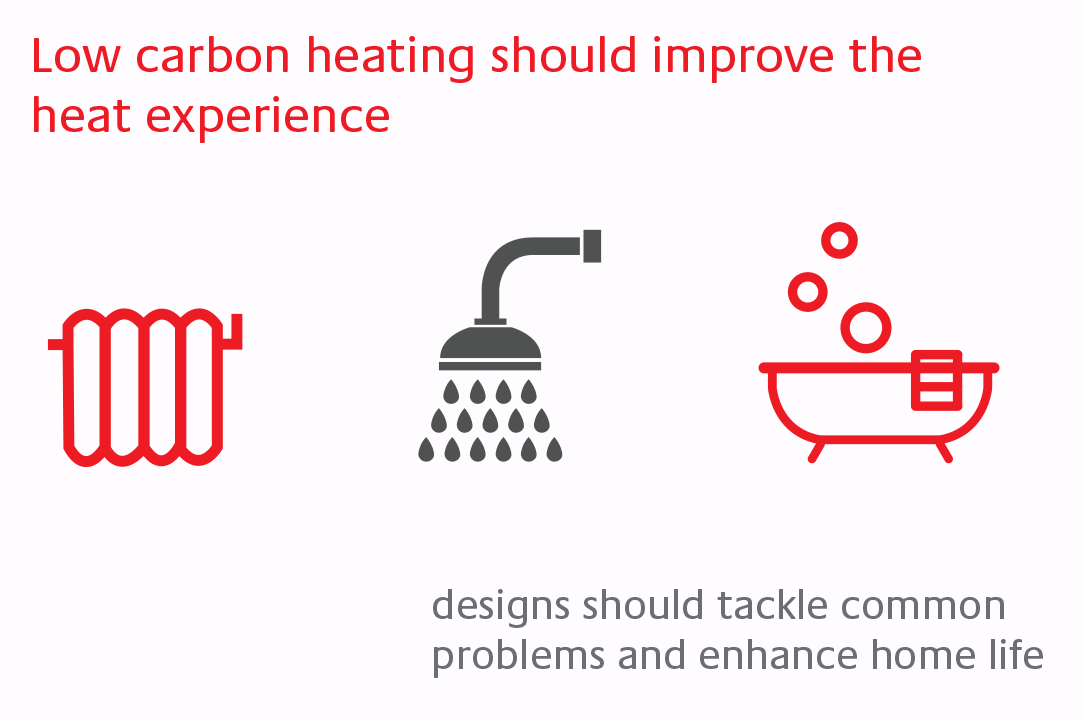 Low carbon heating should improve the
heat experience
designs should tackle common
problems and enhance home life